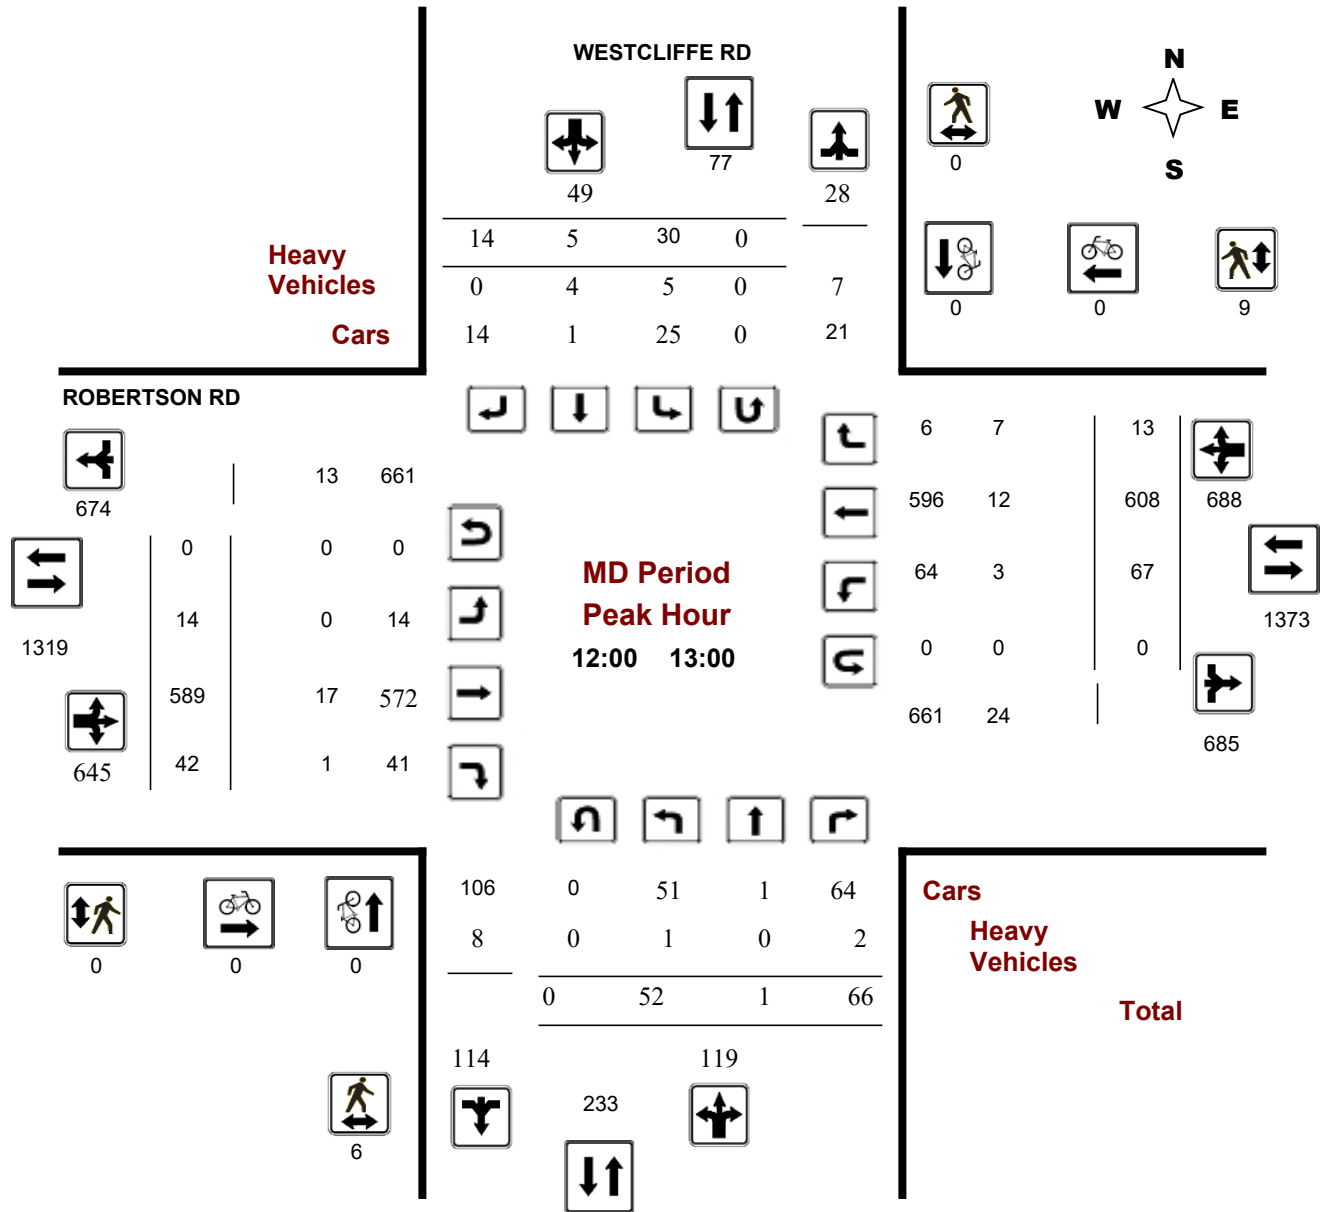 WESTCLIFFE RD
N
W E
S
77
0
49
28
14 5 30 0
Heavy
Vehicles
0 4 5 0 7
0 0 9
Cars
14 1 25 0 21
ROBERTSON RD
6 7 13
13 661
674
596 12 608 688
0 0 0
MD Period
64 3 67
14 0 14
Peak Hour
1319
1373
12:00 13:00
0 0 0
589 17 572
661 24
685
645 42 1 41
106 0 51 1 64
Cars
8 0 1 0 2
Heavy
Vehicles
0 0 0
0 52 1 66
Total
114 119
233
6